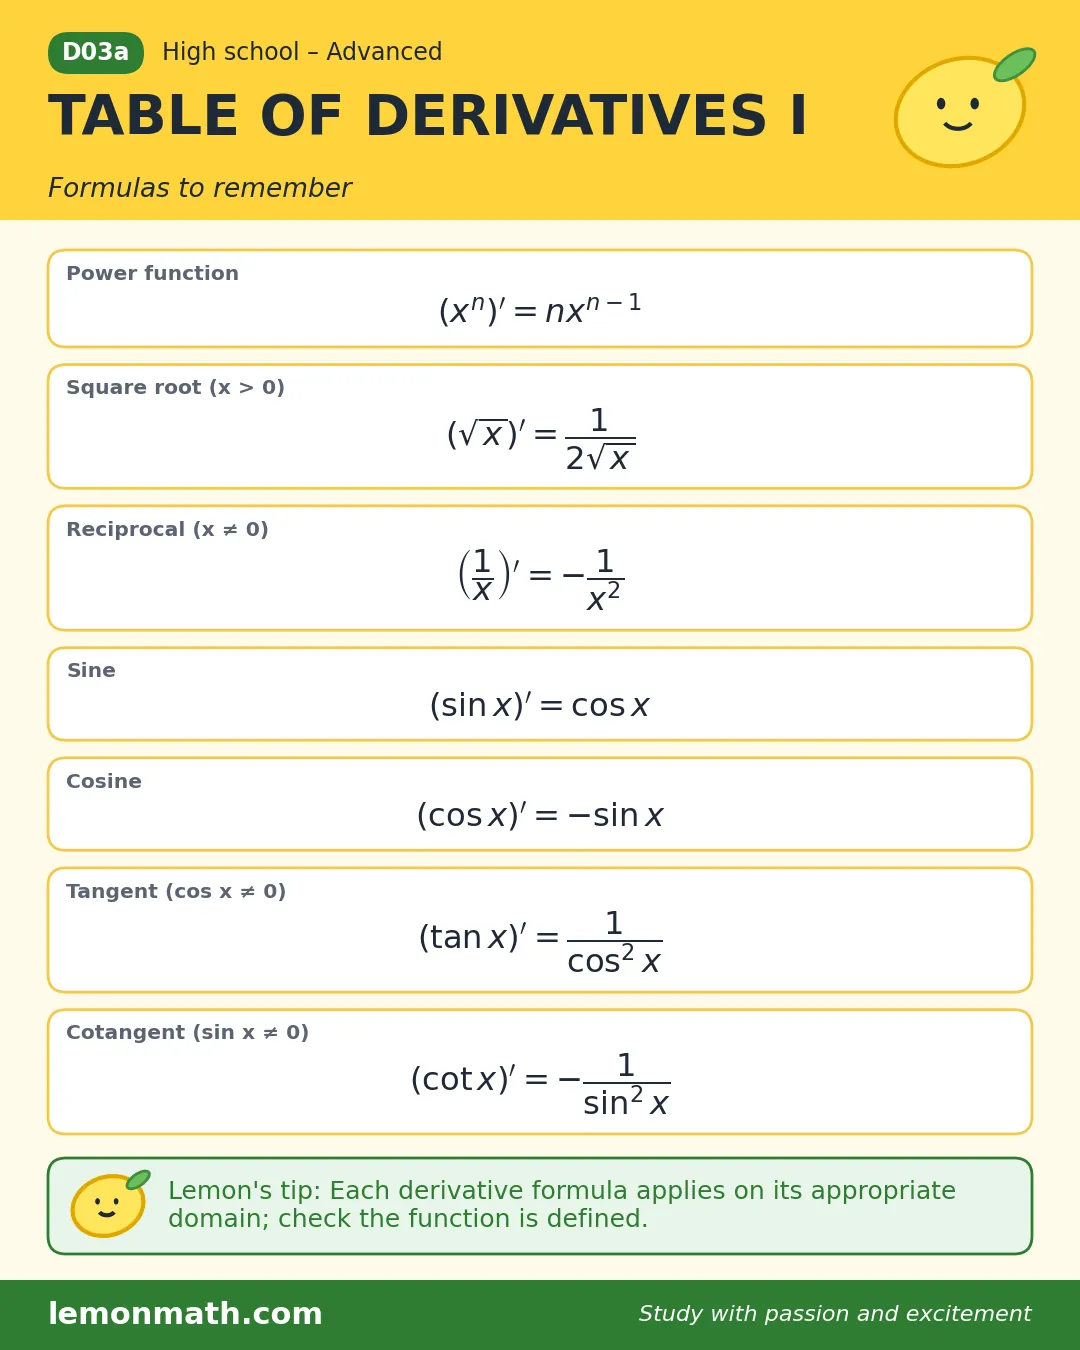 D03a High school – Advanced
TABLE OF DERIVATIVES I
Formulas to remember
Power function
(xⁿ)′ = nxⁿ⁻¹
Square root (x > 0)
(√x)′ = 1/(2√x)
Reciprocal (x ≠ 0)
(1/x)′ = −1/x²
Sine
(sin x)′ = cos x
Cosine
(cos x)′ = −sin x
Tangent (cos x ≠ 0)
(tan x)′ = 1/cos² x
Cotangent (sin x ≠ 0)
(cot x)′ = −1/sin² x
Lemon's tip: Each derivative formula applies on its appropriate
domain; check the function is defined.
lemonmath.com
Study with passion and excitement